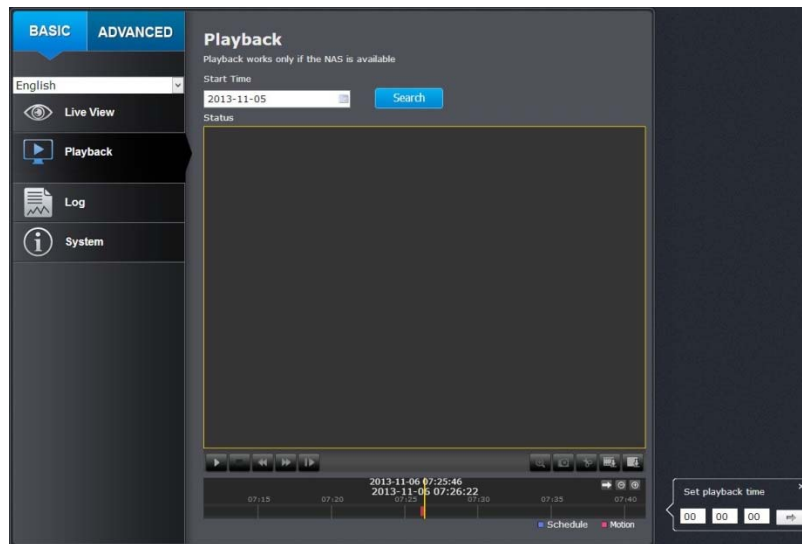 BASIC ADVANCED
English
Live View
Playback
Log
System
Playback
Playback works only if the NAS is available
Start Time
2013-11-05 Search
Status
2013-11-06 07:25:46
2013-11-06 07:26:22
07:15 07:20 07:25 07:30 07:35 07:40
Schedule Motion
Set playback time
00 00 00